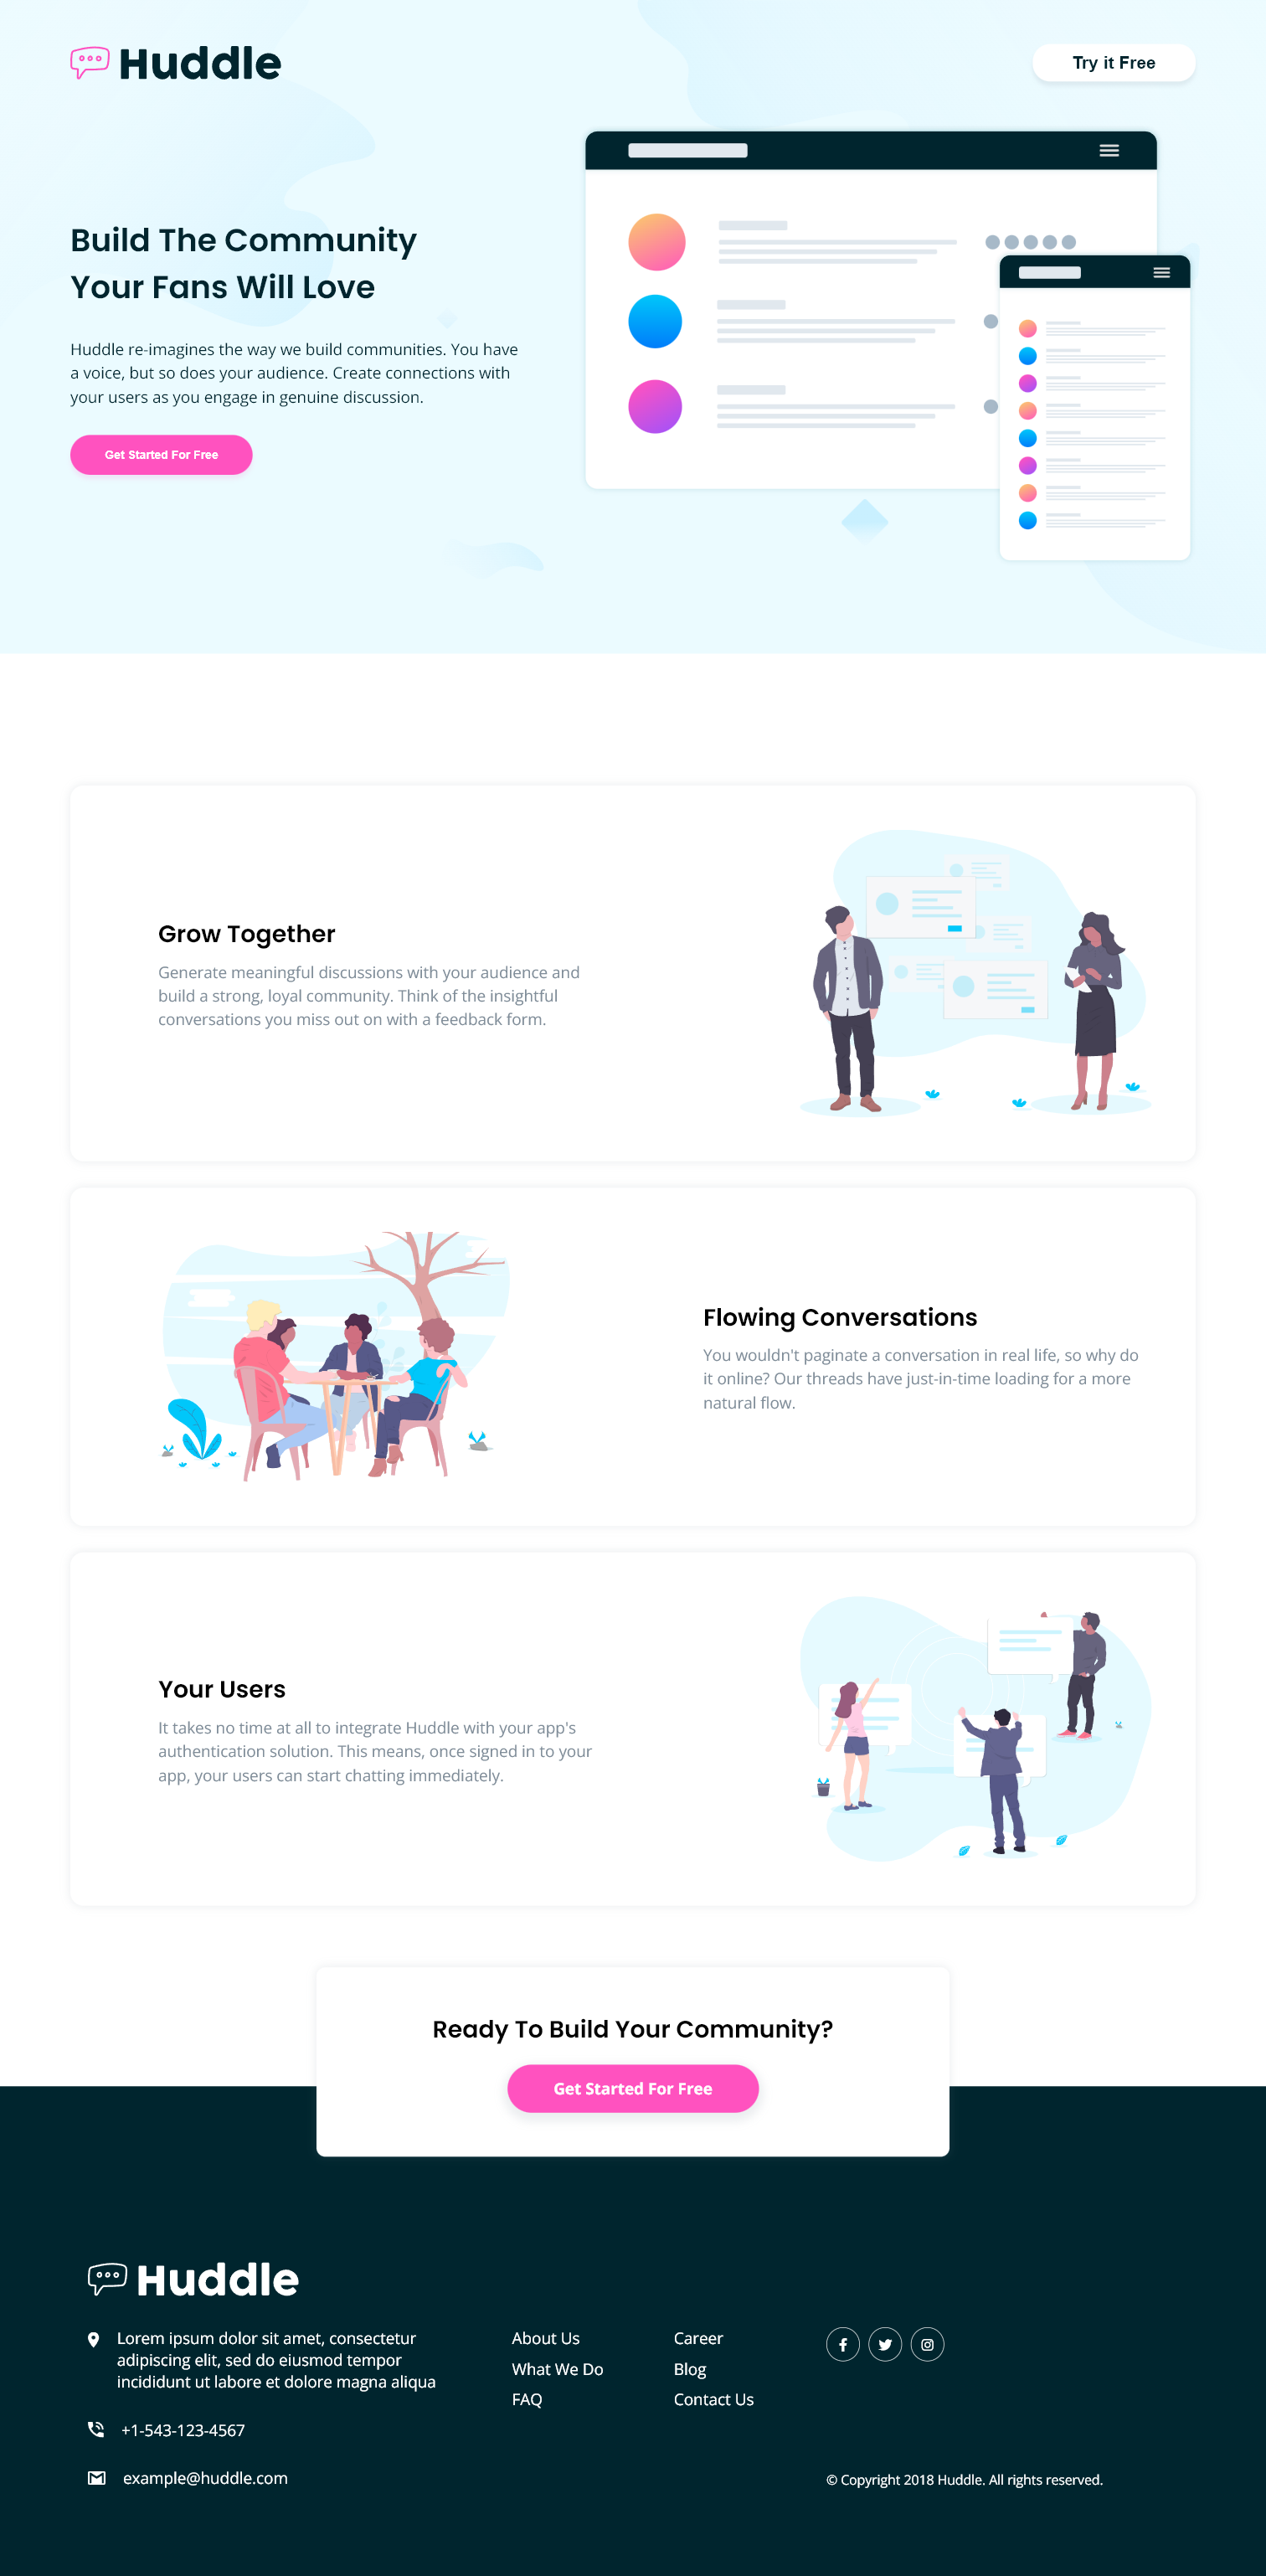 Huddle
Try it Free
Build The Community
Your Fans Will Love
Huddle re-imagines the way we build communities. You have
a voice, but so does your audience. Create connections with
your users as you engage in genuine discussion.
Get Started For Free
Grow Together
Generate meaningful discussions with your audience and
build a strong, loyal community. Think of the insightful
conversations you miss out on with a feedback form.
Flowing Conversations
You wouldn't paginate a conversation in real life, so why do
it online? Our threads have just-in-time loading for a more
natural flow.
Your Users
It takes no time at all to integrate Huddle with your app's
authentication solution. This means, once signed in to your
app, your users can start chatting immediately.
Ready To Build Your Community?
Get Started For Free
Huddle
Lorem ipsum dolor sit amet, consectetur
adipiscing elit, sed do eiusmod tempor
incididunt ut labore et dolore magna aliqua
+1-543-123-4567
example@huddle.com
About Us
What We Do
FAQ
Career
Blog
Contact Us
© Copyright 2018 Huddle. All rights reserved.